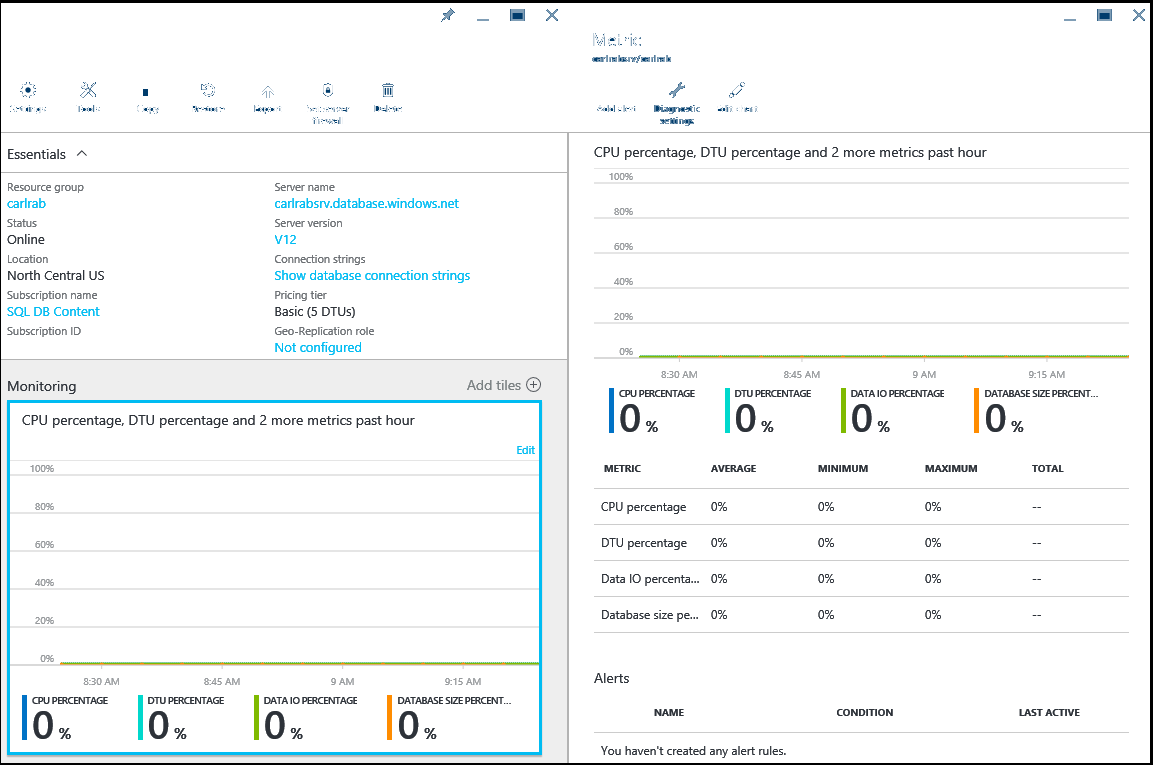 Metric
carlrabsrv/carlrab
Settings
Tools
Copy
Restore
Export
Set server
firewall
Delete
Add alert
Diagnostic
settings
Edit chart
Essentials
Resource group
carlrab
Status
Online
Location
North Central US
Subscription name
SQL DB Content
Subscription ID
Server name
carlrabsrv.database.windows.net
Server version
V12
Connection strings
Show database connection strings
Pricing tier
Basic (5 DTUs)
Geo-Replication role
Not configured
Monitoring
Add tiles
CPU percentage, DTU percentage and 2 more metrics past hour
Edit
100%
80%
60%
40%
20%
0%
8:30 AM 8:45 AM 9 AM 9:15 AM
CPU PERCENTAGE DTU PERCENTAGE DATA IO PERCENTAGE DATABASE SIZE PERCENT...
0 % 0 % 0 % 0 %
CPU percentage, DTU percentage and 2 more metrics past hour
100%
80%
60%
40%
20%
0%
8:30 AM 8:45 AM 9 AM 9:15 AM
CPU PERCENTAGE DTU PERCENTAGE DATA IO PERCENTAGE DATABASE SIZE PERCENT...
0 % 0 % 0 % 0 %
METRIC AVERAGE MINIMUM MAXIMUM TOTAL
CPU percentage 0% 0% 0% --
DTU percentage 0% 0% 0% --
Data IO percenta... 0% 0% 0% --
Database size pe... 0% 0% 0% --
Alerts
NAME CONDITION LAST ACTIVE
You haven't created any alert rules.